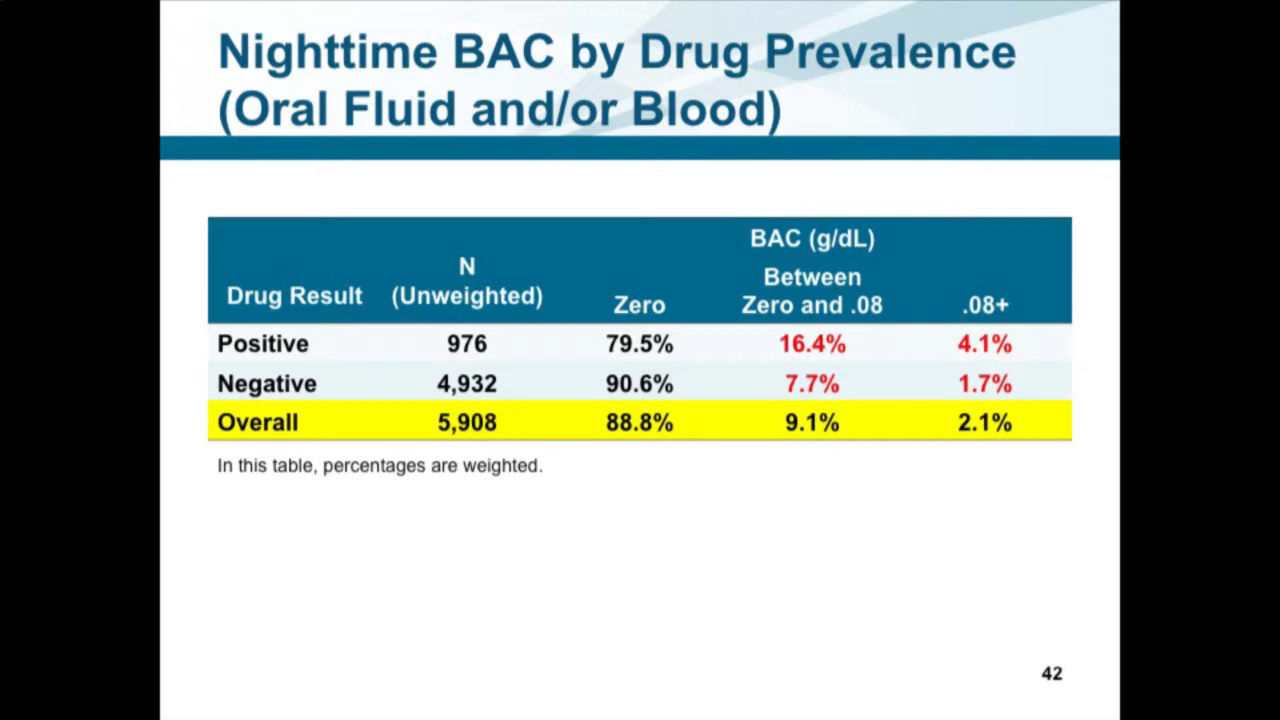 Nighttime BAC by Drug Prevalence
(Oral Fluid and/or Blood)
BAC (g/dL)
Drug Result N (Unweighted) Zero Between Zero and .08 .08+
Positive 976 79.5% 16.4% 4.1%
Negative 4,932 90.6% 7.7% 1.7%
Overall 5,908 88.8% 9.1% 2.1%
In this table, percentages are weighted.
42